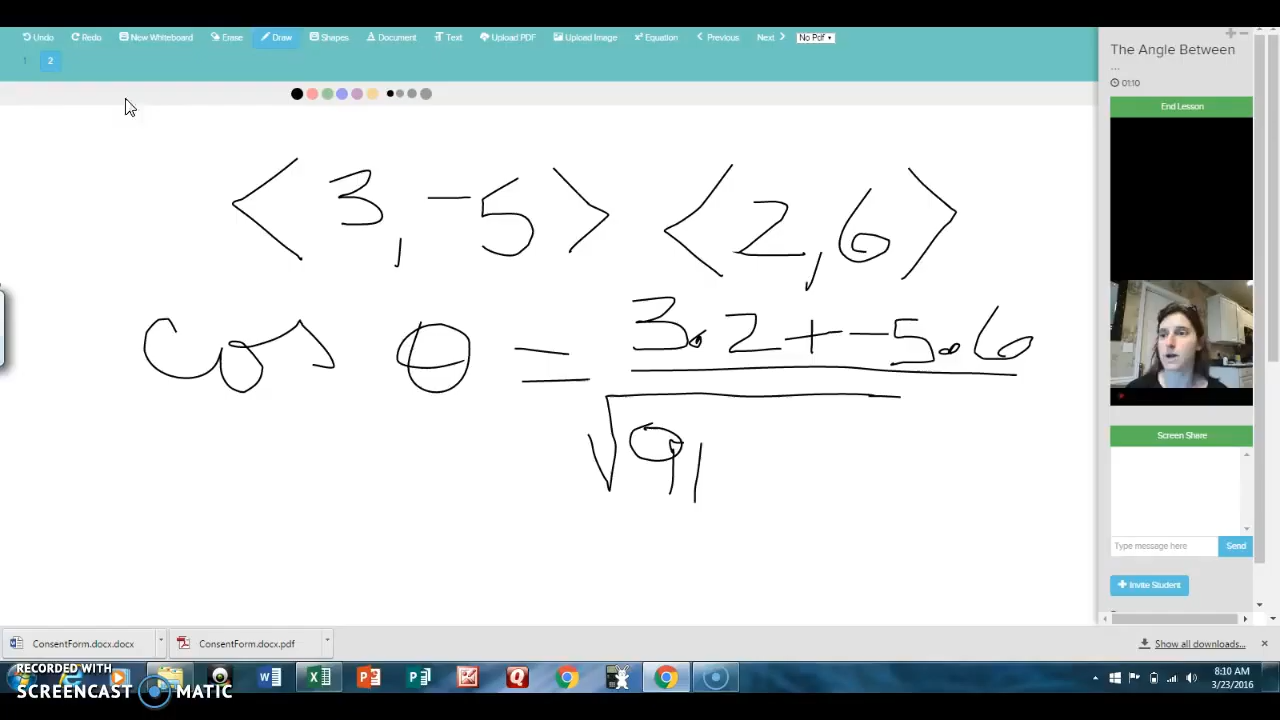 Undo Redo New Whiteboard Erase Draw Shapes Document Text Upload PDF Upload Image x² Equation Previous Next No Pdf
1 2
The Angle Between
...
01:10
End Lesson
<3, -5> <2, 6>
cos θ = 3·2 + -5·6
√91
Screen Share
Type message here Send
Invite Student
ConsentForm.docx.docx ConsentForm.docx.pdf Show all downloads...
RECORDED WITH
SCREENCAST MATIC
8:10 AM
3/23/2016